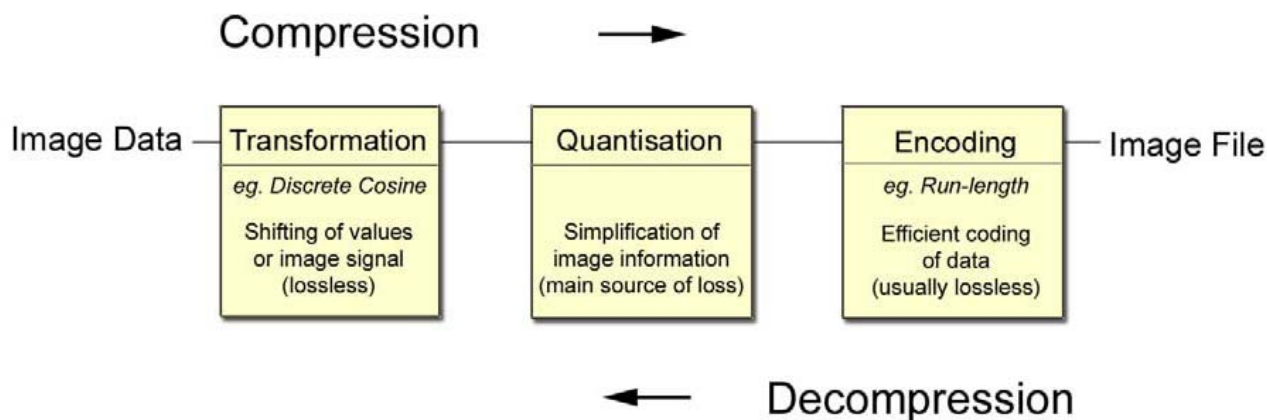 Compression
Image Data
Transformation
eg. Discrete Cosine
Shifting of values
or image signal
(lossless)
Quantisation
Simplification of
image information
(main source of loss)
Encoding
eg. Run-length
Efficient coding
of data
(usually lossless)
Image File
Decompression